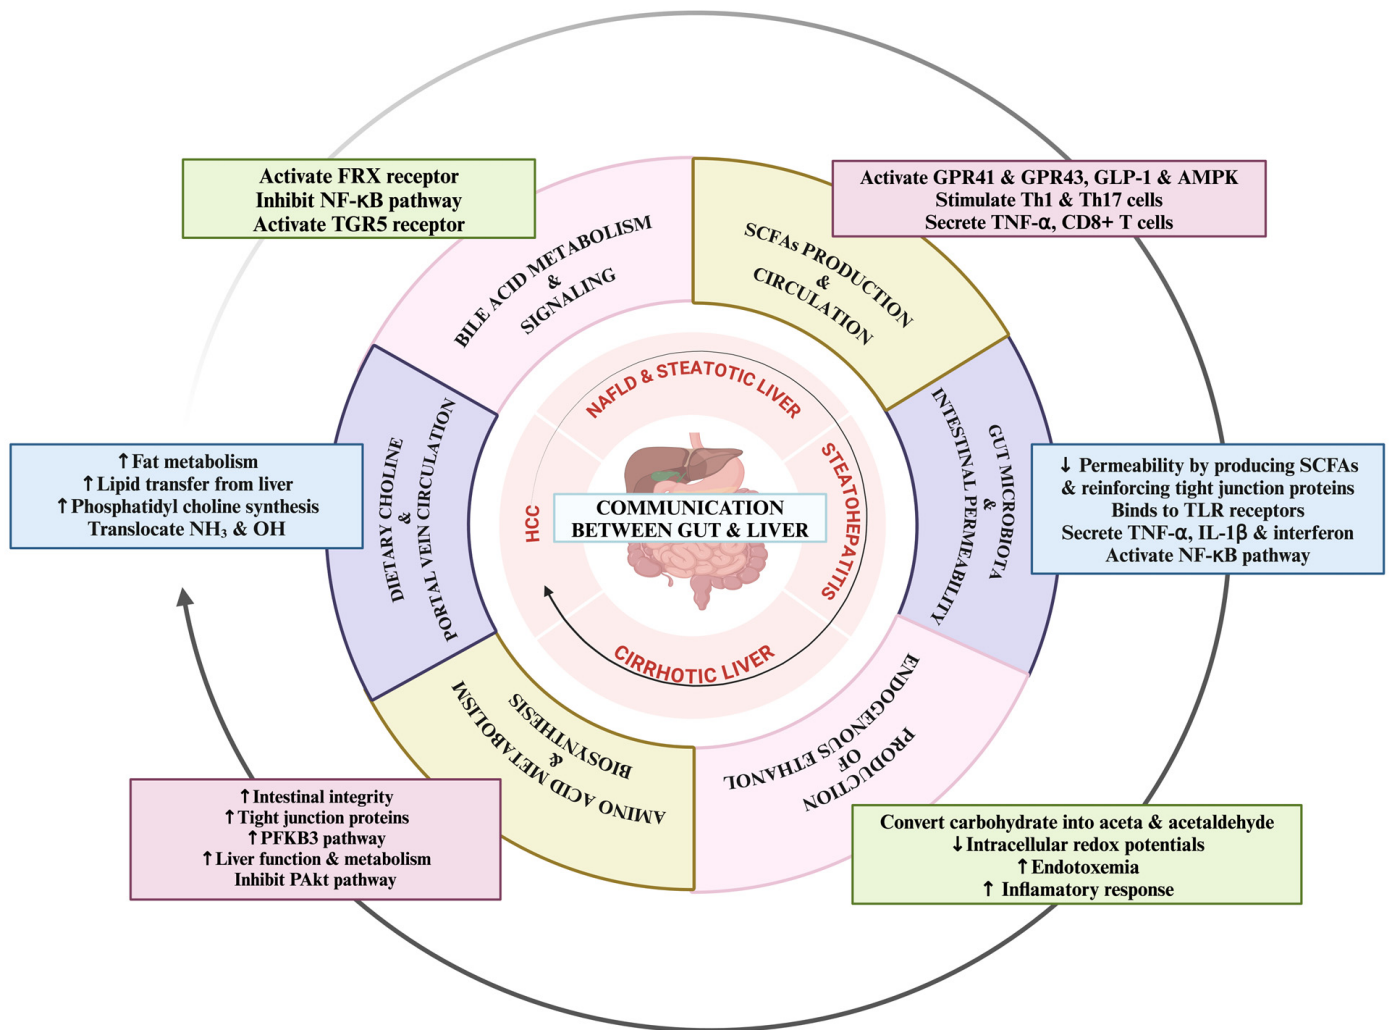 Activate FRX receptor
Inhibit NF-κB pathway
Activate TGR5 receptor
Activate GPR41 & GPR43, GLP-1 & AMPK
Stimulate Th1 & Th17 cells
Secrete TNF-α, CD8+ T cells
BILE ACID METABOLISM
&
SIGNALING
SCFAs PRODUCTION
&
CIRCULATION
GUT MICROBIOTA
&
INTESTINAL PERMEABILITY
↓ Permeability by producing SCFAs
& reinforcing tight junction proteins
Binds to TLR receptors
Secrete TNF-α, IL-1β & interferon
Activate NF-κB pathway
PRODUCTION
OF
ENDOGENOUS ETHANOL
Convert carbohydrate into aceta & acetaldehyde
↓Intracellular redox potentials
↑Endotoxemia
↑ Inflamatory response
AMINO ACID METABOLISM
&
BIOSYNTHESIS
↑Intestinal integrity
↑Tight junction proteins
↑PFKB3 pathway
↑Liver function & metabolism
Inhibit PAkt pathway
DIETARY CHOLINE
&
PORTAL VEIN CIRCULATION
↑Fat metabolism
↑Lipid transfer from liver
↑Phosphatidyl choline synthesis
Translocate NH₃ & OH
NAFLD & STEATOTIC LIVER
STEATOHEPATITIS
CIRRHOTIC LIVER
HCC
COMMUNICATION
BETWEEN GUT & LIVER